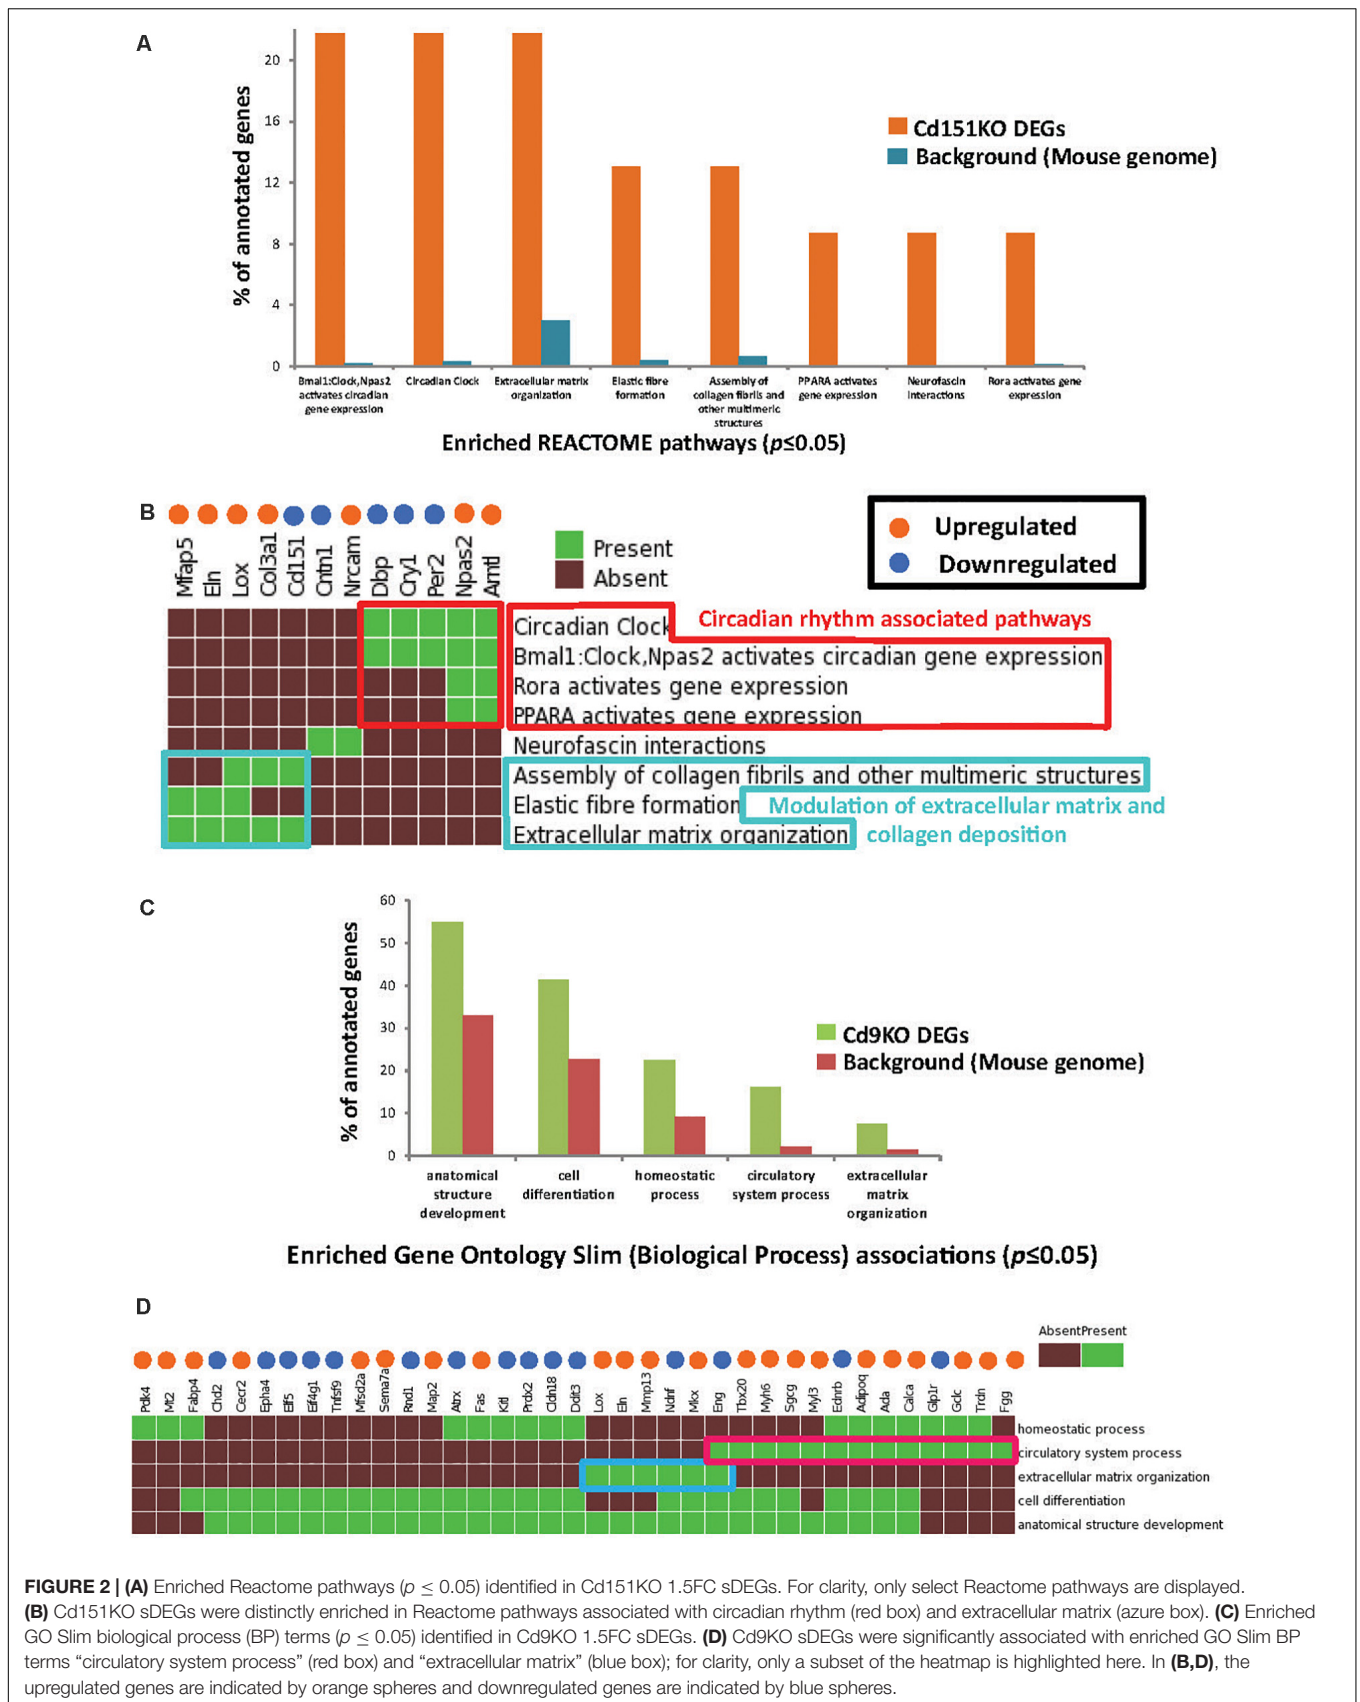 A
% of annotated genes
20
16
12
8
4
0
Cd151KO DEGs
Background (Mouse genome)
Bmal1:Clock,Npas2
activates circadian
gene expression
Circadian Clock
Extracellular matrix
organization
Elastic fibre
formation
Assembly of
collagen fibrils and
other multimeric
structures
PPARA activates
gene expression
Neurofascin
interactions
Rora activates gene
expression
Enriched REACTOME pathways (p≤0.05)
B
Mfap5
Eln
Lox
Col3a1
Cd151
Cntn1
Nrcam
Dbp
Cry1
Per2
Npas2
Arntl
Present
Absent
Upregulated
Downregulated
Circadian Clock
Circadian rhythm associated pathways
Bmal1:Clock,Npas2 activates circadian gene expression
Rora activates gene expression
PPARA activates gene expression
Neurofascin interactions
Assembly of collagen fibrils and other multimeric structures
Elastic fibre formation
Modulation of extracellular matrix and
Extracellular matrix organization
collagen deposition
C
% of annotated genes
60
50
40
30
20
10
0
Cd9KO DEGs
Background (Mouse genome)
anatomical
structure
development
cell
differentiation
homeostatic
process
circulatory
system process
extracellular
matrix
organization
Enriched Gene Ontology Slim (Biological Process) associations (p≤0.05)
D
Absent
Present
Pdk4
Mt2
Fabp4
Chd2
Cecr2
Epha4
Elf5
Eif4g1
Tnfsf9
Mfsd2a
Sema7a
Rnd1
Map2
Atrx
Fas
Kitl
Prdx2
Cldn18
Ddit3
Lox
Eln
Mmp13
Ndnf
Mkx
Eng
Tbx20
Myh6
Sgcg
Myl3
Ednrb
Adipoq
Ada
Calca
Glp1r
Gclc
Trdn
Fgg
homeostatic process
circulatory system process
extracellular matrix organization
cell differentiation
anatomical structure development
FIGURE 2 | (A) Enriched Reactome pathways (p ≤ 0.05) identified in Cd151KO 1.5FC sDEGs. For clarity, only select Reactome pathways are displayed.
(B) Cd151KO sDEGs were distinctly enriched in Reactome pathways associated with circadian rhythm (red box) and extracellular matrix (azure box). (C) Enriched
GO Slim biological process (BP) terms (p ≤ 0.05) identified in Cd9KO 1.5FC sDEGs. (D) Cd9KO sDEGs were significantly associated with enriched GO Slim BP
terms “circulatory system process” (red box) and “extracellular matrix” (blue box); for clarity, only a subset of the heatmap is highlighted here. In (B,D), the
upregulated genes are indicated by orange spheres and downregulated genes are indicated by blue spheres.